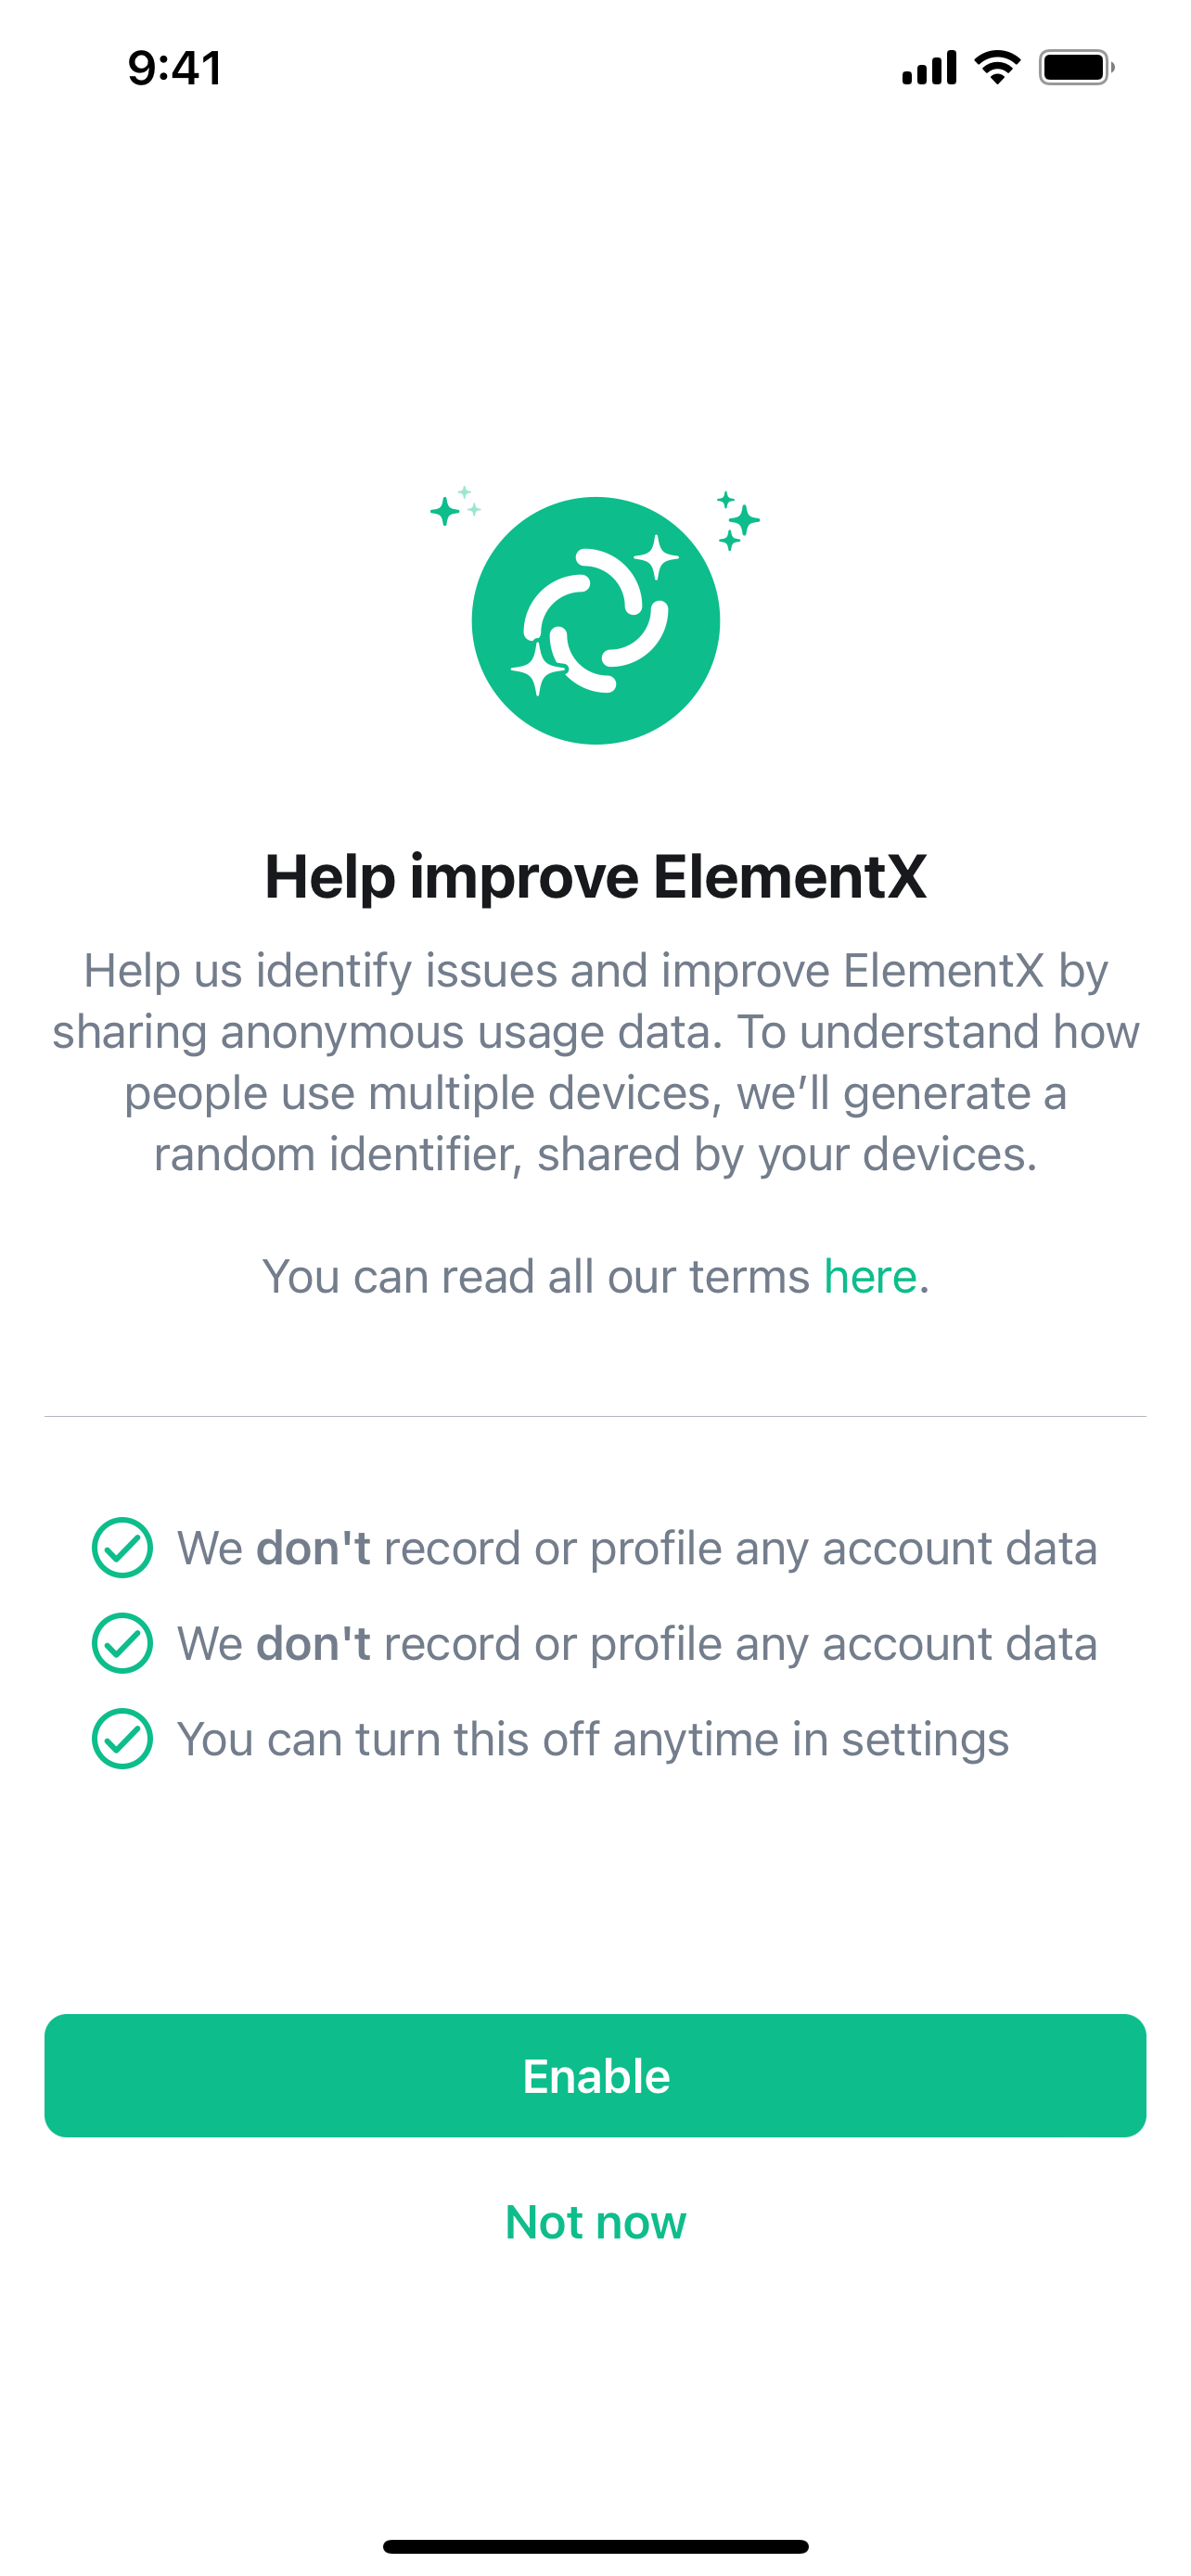 9:41
Help improve ElementX
Help us identify issues and improve ElementX by
sharing anonymous usage data. To understand how
people use multiple devices, we’ll generate a
random identifier, shared by your devices.
You can read all our terms here.
We don't record or profile any account data
We don't record or profile any account data
You can turn this off anytime in settings
Enable
Not now